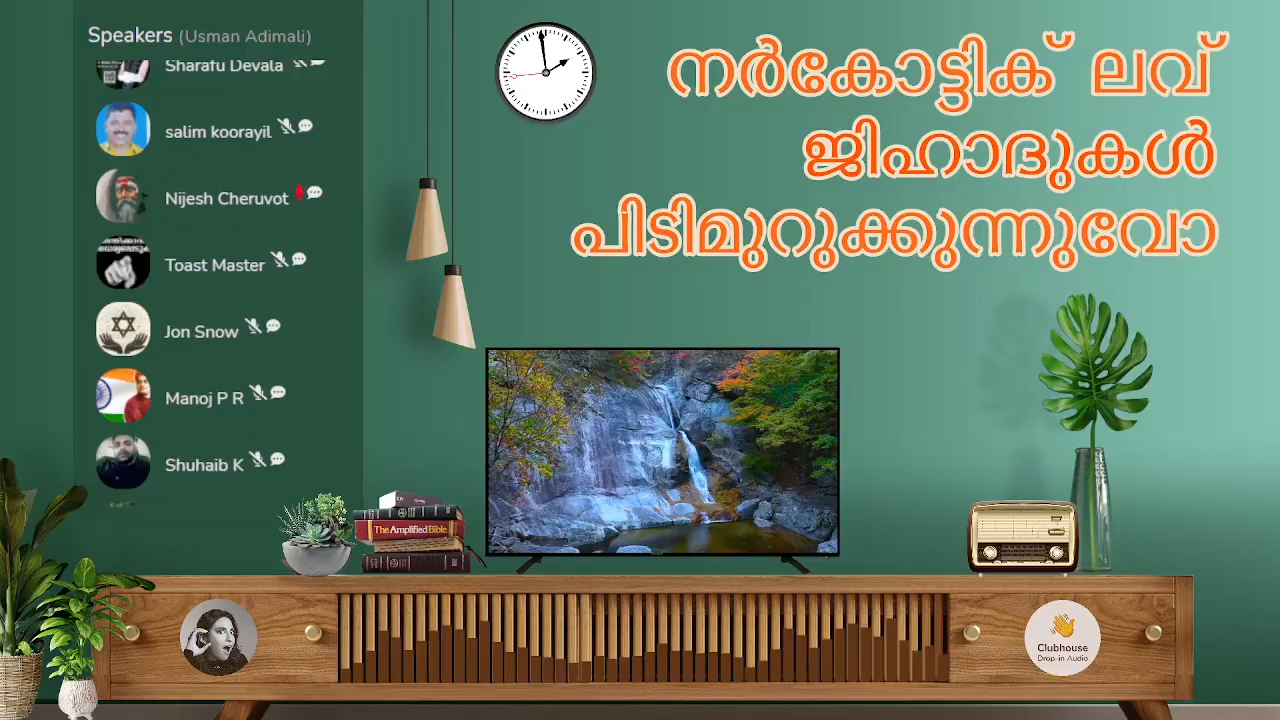 Speakers (Usman Adimali)
Sharafu Devala
salim koorayil
Nijesh Cheruvot
Toast Master
Jon Snow
Manoj P R
Shuhaib K
നർകോട്ടിക് ലവ്
ജിഹാദുകൾ
പിടിമുറുക്കുന്നുവോ
The Amplified Bible
Clubhouse
Drop-in Audio